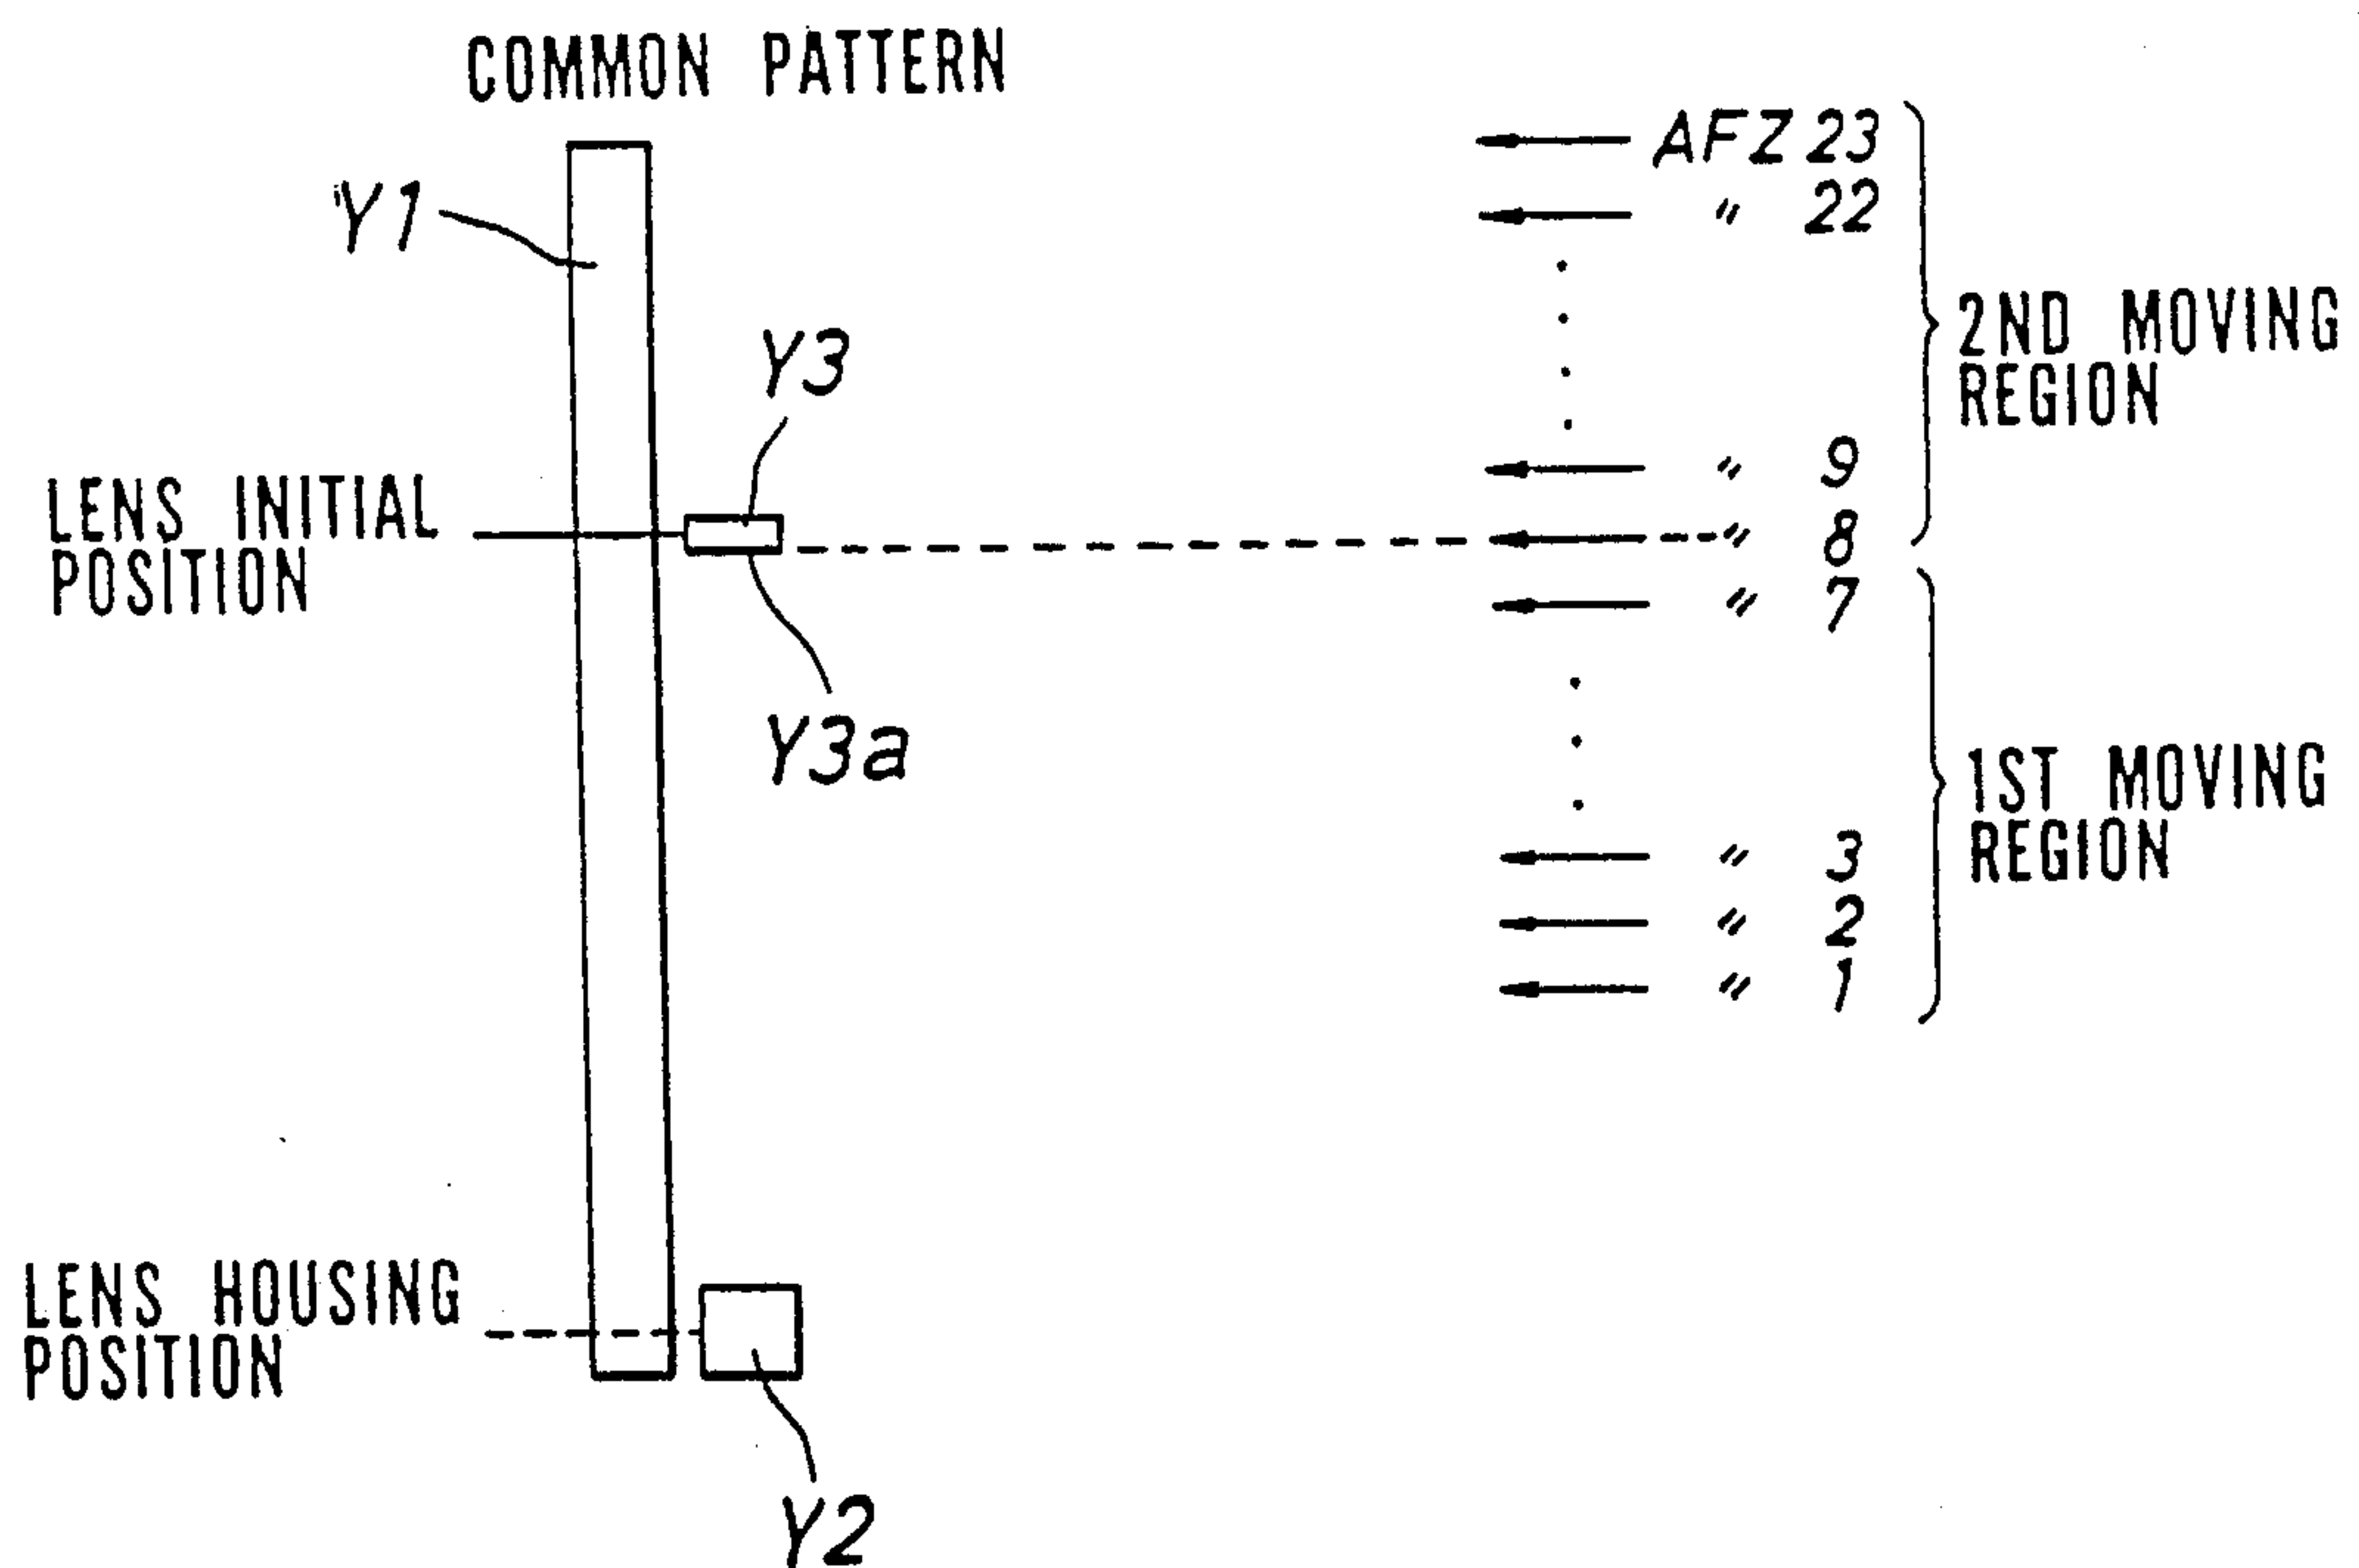 COMMON PATTERN
Y1
Y3
LENS INITIAL
POSITION
Y3a
LENS HOUSING
POSITION
Y2
AFZ 23
〃 22
〃 9
〃 8
〃 7
〃 3
〃 2
〃 1
2ND MOVING
REGION
1ST MOVING
REGION